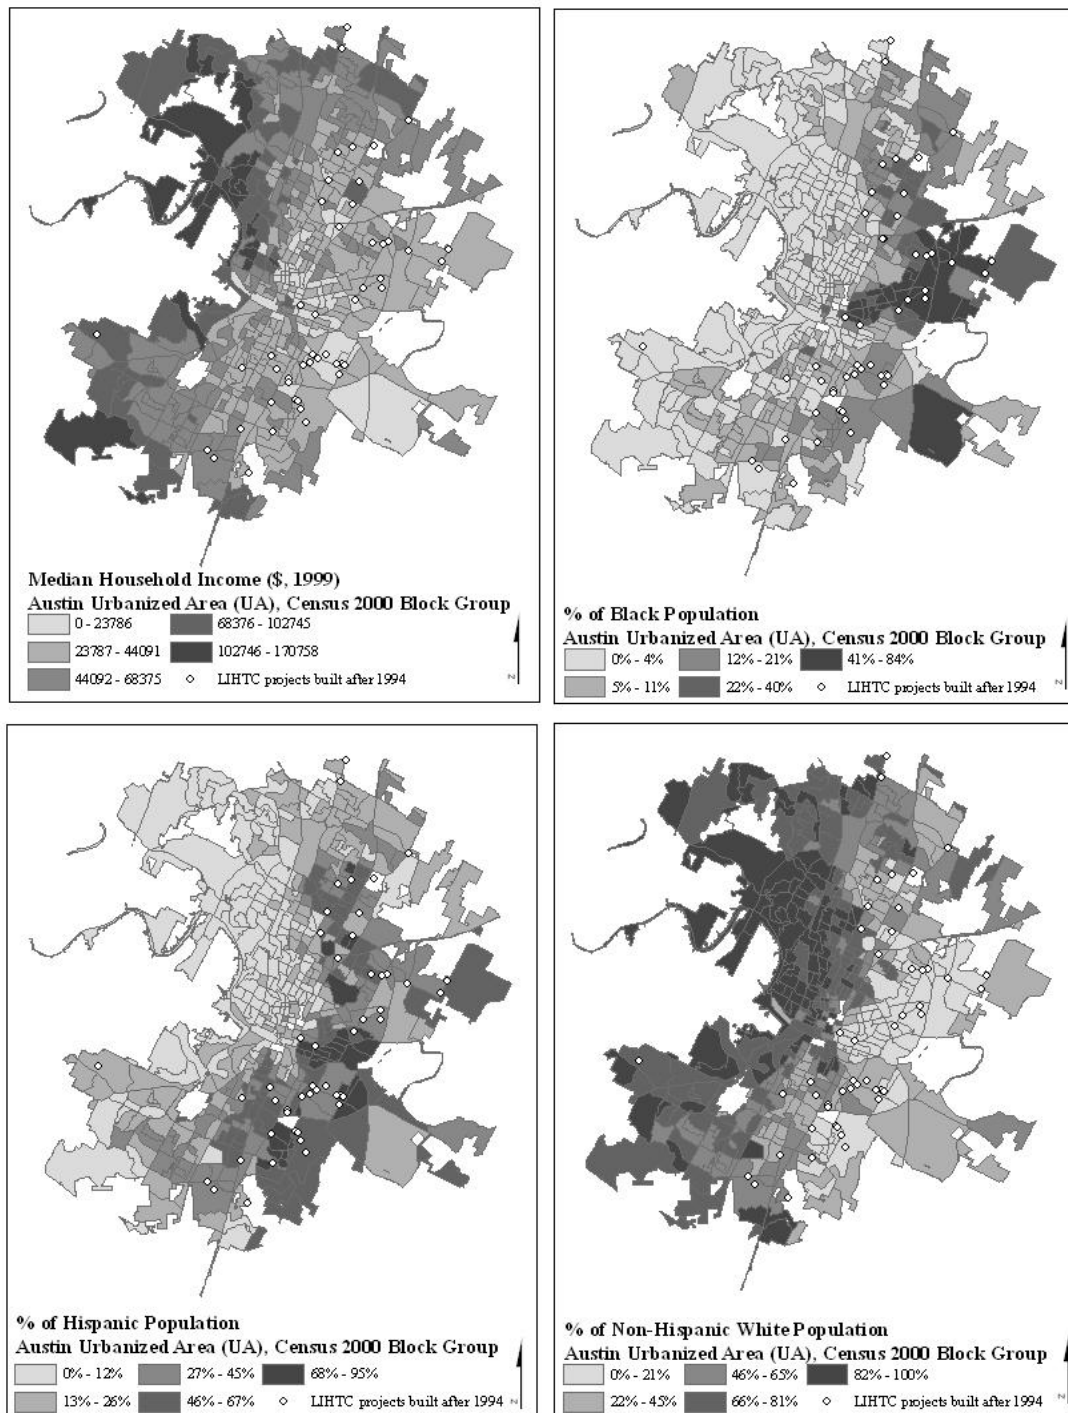 Median Household Income ($, 1999)
Austin Urbanized Area (UA), Census 2000 Block Group
0 - 23786
68376 - 102745
23787 - 44091
102746 - 170758
44092 - 68375
LIHTC projects built after 1994
z
% of Black Population
Austin Urbanized Area (UA), Census 2000 Block Group
0% - 4%
12% - 21%
41% - 84%
5% - 11%
22% - 40%
LIHTC projects built after 1994
z
% of Hispanic Population
Austin Urbanized Area (UA), Census 2000 Block Group
0% - 12%
27% - 45%
68% - 95%
13% - 26%
46% - 67%
LIHTC projects built after 1994
z
% of Non-Hispanic White Population
Austin Urbanized Area (UA), Census 2000 Block Group
0% - 21%
46% - 65%
82% - 100%
22% - 45%
66% - 81%
LIHTC projects built after 1994
z